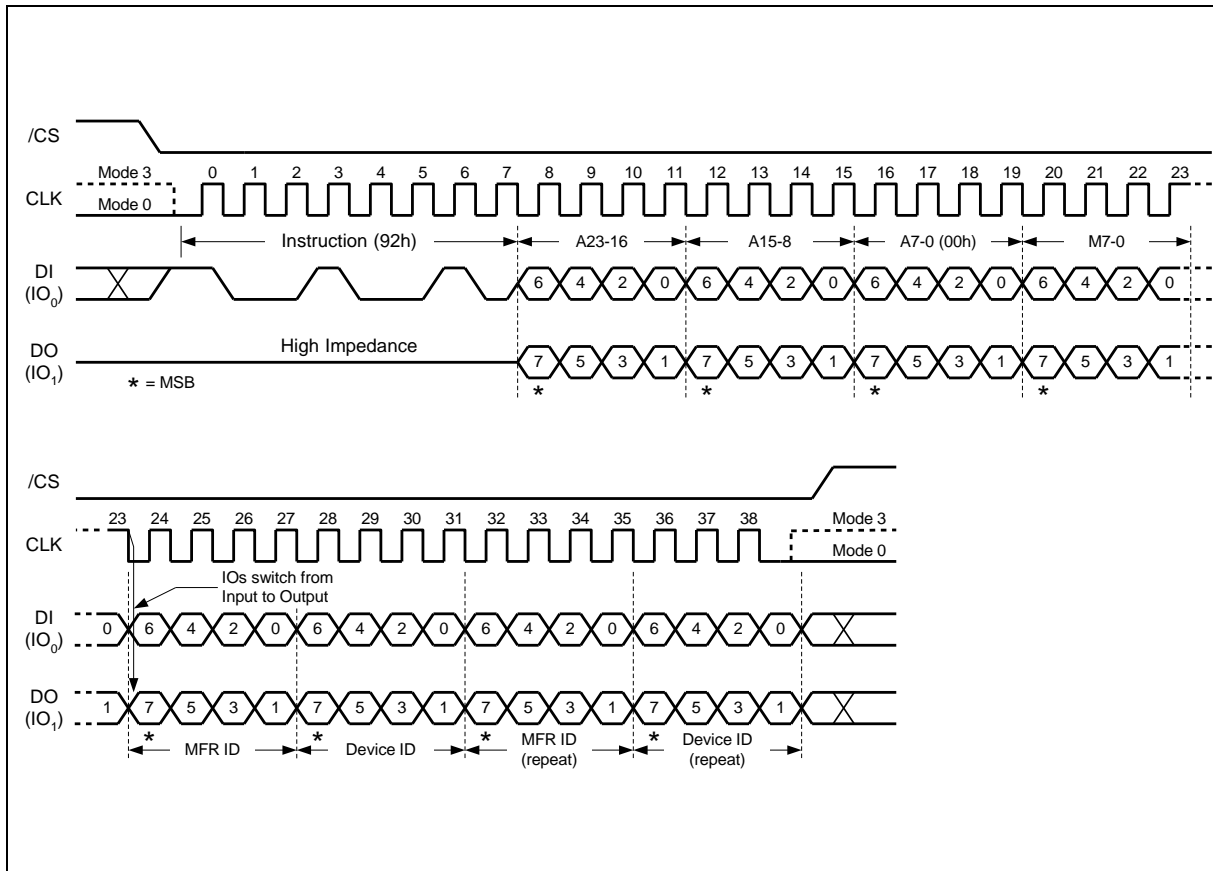 /CS
Mode 3 0 1 2 3 4 5 6 7 8 9 10 11 12 13 14 15 16 17 18 19 20 21 22 23
CLK Mode 0
Instruction (92h) A23-16 A15-8 A7-0 (00h) M7-0
DI
(IO0) 6 4 2 0 6 4 2 0 6 4 2 0 6 4 2 0
High Impedance
DO
(IO1) 7 5 3 1 7 5 3 1 7 5 3 1 7 5 3 1
* = MSB * * * *
/CS
23 24 25 26 27 28 29 30 31 32 33 34 35 36 37 38 Mode 3
CLK Mode 0
IOs switch from
Input to Output
DI
(IO0) 0 6 4 2 0 6 4 2 0 6 4 2 0 6 4 2 0
DO
(IO1) 1 7 5 3 1 7 5 3 1 7 5 3 1 7 5 3 1
* * * *
MFR ID Device ID MFR ID
(repeat) Device ID
(repeat)